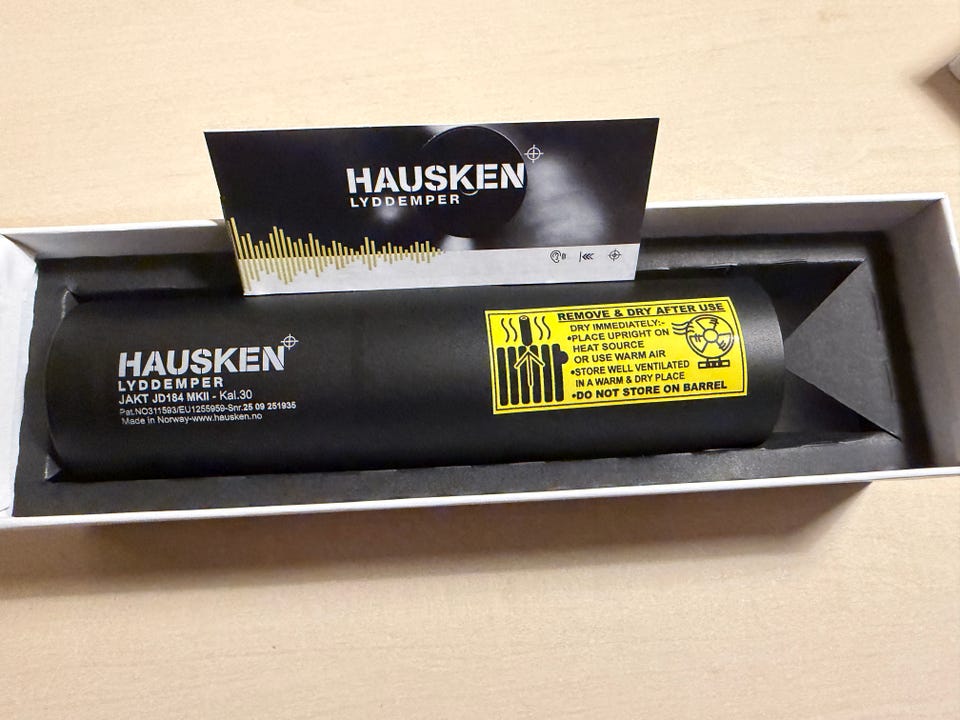 HAUSKEN
LYDDEMPER
HAUSKEN
LYDDEMPER
JAKT JD184 MKII - Kal.30
Pat.NO311593/EU1255959-Snr.25 09 251935
Made in Norway-www.hausken.no
REMOVE & DRY AFTER USE
DRY IMMEDIATELY:-
•PLACE UPRIGHT ON
HEAT SOURCE
OR USE WARM AIR
•STORE WELL VENTILATED
IN A WARM & DRY PLACE
•DO NOT STORE ON BARREL